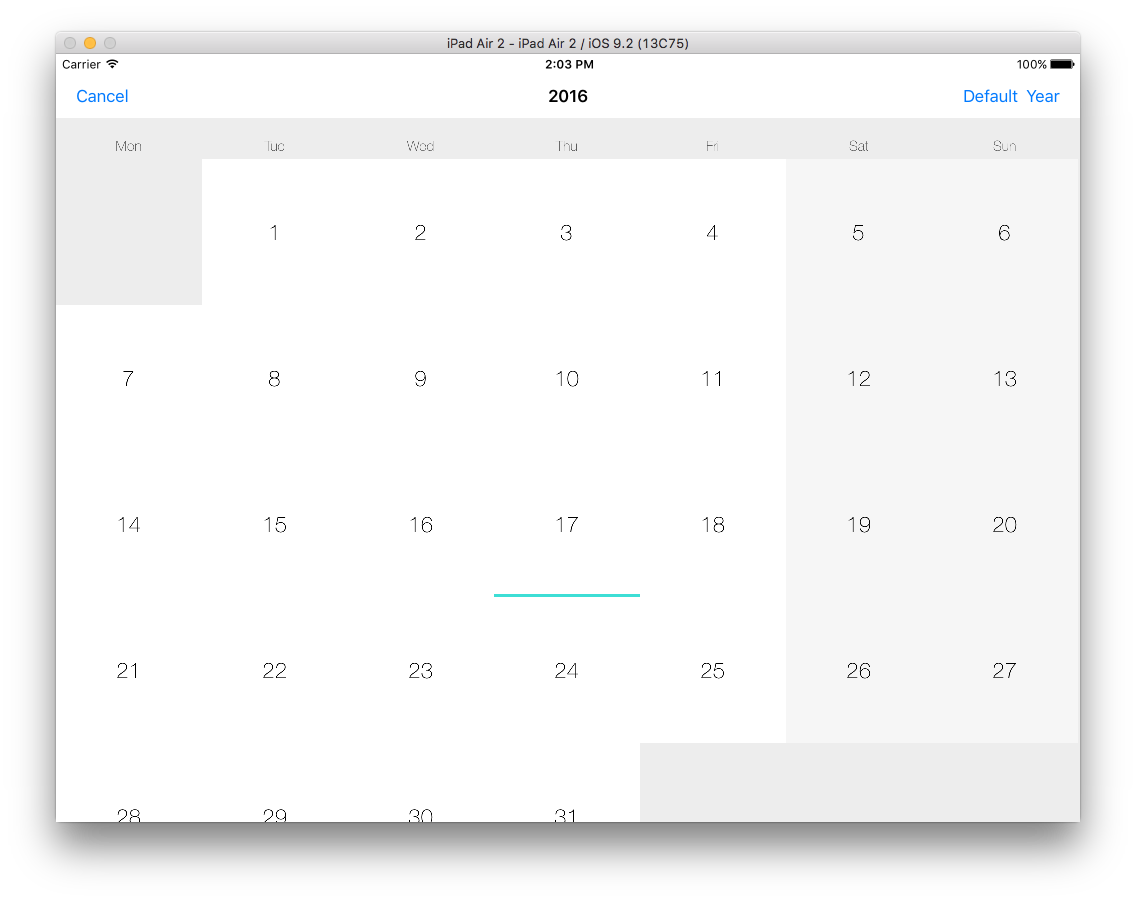 iPad Air 2 - iPad Air 2 / iOS 9.2 (13C75)
Carrier 2:03 PM 100%
Cancel 2016 Default Year
Mon Tue Wed Thu Fri Sat Sun
1 2 3 4 5 6
7 8 9 10 11 12 13
14 15 16 17 18 19 20
21 22 23 24 25 26 27
28 29 30 31